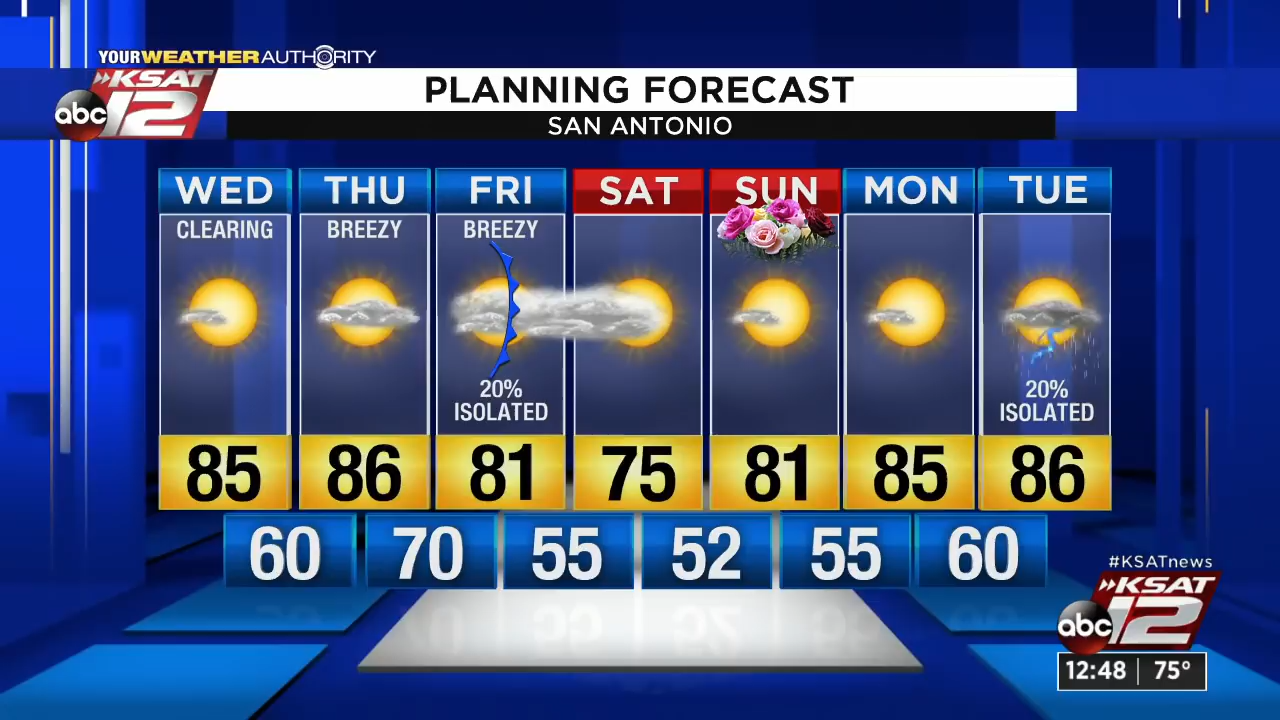 YOURWEATHERAUTHORITY
KSAT
abc 12
PLANNING FORECAST
SAN ANTONIO
WED THU FRI SAT SUN MON TUE
CLEARING BREEZY BREEZY
20% 20%
ISOLATED ISOLATED
85 86 81 75 81 85 86
60 70 55 52 55 60
#KSATnews
KSAT
abc 12
12:48 75°